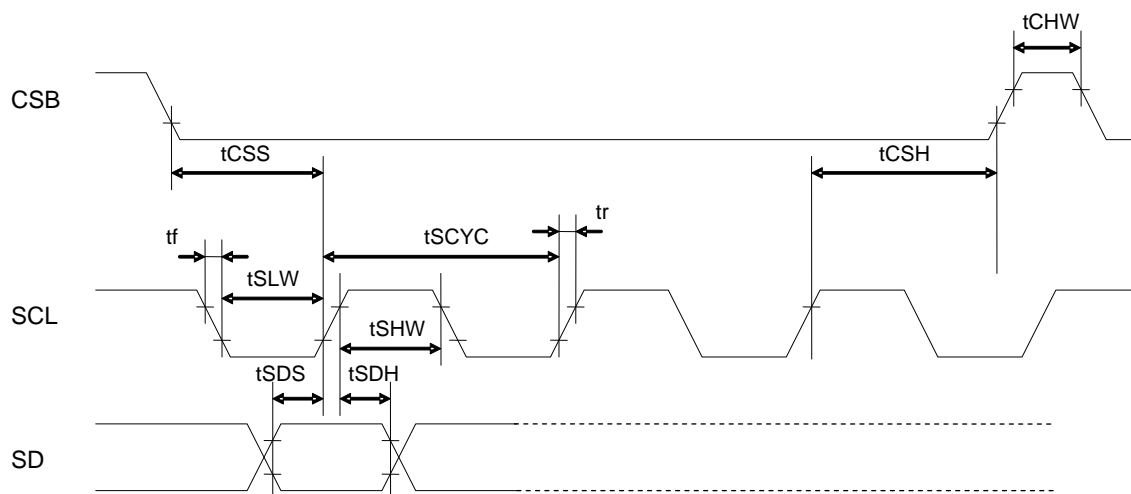 tCHW
CSB
tCSS
tCSH
tr
tf
tSCYC
tSLW
SCL
tSHW
tSDS
tSDH
SD